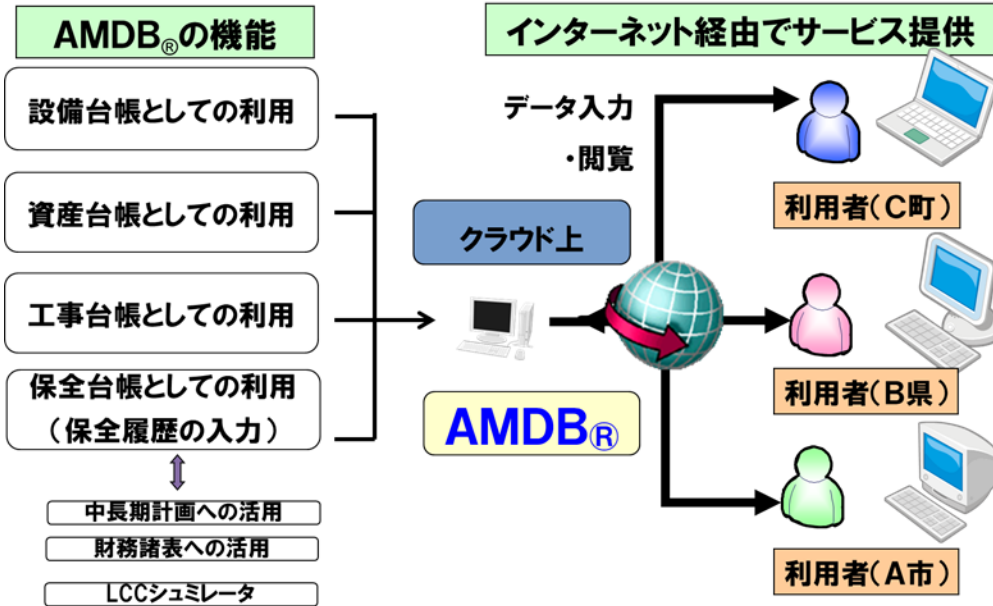 AMDB®の機能
設備台帳としての利用
資産台帳としての利用
工事台帳としての利用
保全台帳としての利用
（保全履歴の入力）
中長期計画への活用
財務諸表への活用
LCCシュミレータ
インターネット経由でサービス提供
データ入力
・閲覧
クラウド上
AMDB®
利用者（C町）
利用者（B県）
利用者（A市）